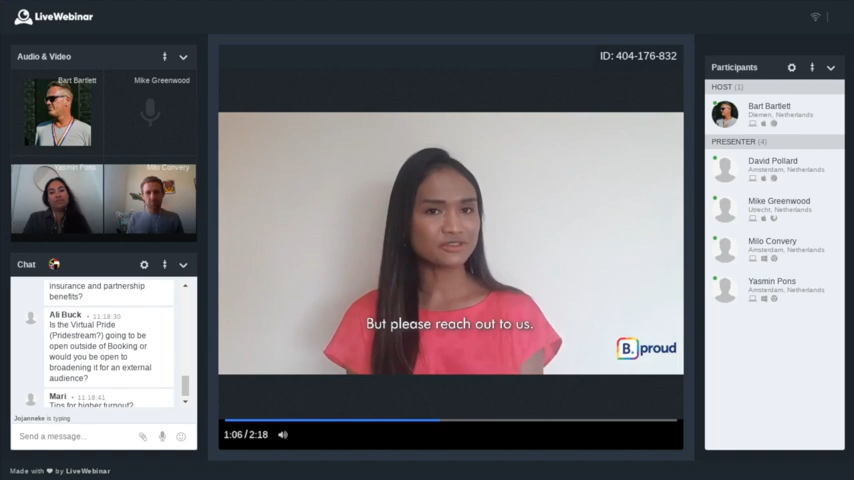 LiveWebinar
Audio & Video
Bart Bartlett
Mike Greenwood
Yasmin Pons
Milo Convery
Chat
insurance and partnership
benefits?
Ali Buck • 11:18:30
Is the Virtual Pride
(Pridestream?) going to be
open outside of Booking or
would you be open to
broadening it for an external
audience?
Mari • 11:18:41
Tips for higher turnout?
Jojanneke is typing
Send a message...
Made with ❤ by LiveWebinar
ID: 404-176-832
But please reach out to us.
B.proud
1:06 / 2:18
Participants
HOST (1)
Bart Bartlett
Diemen, Netherlands
PRESENTER (4)
David Pollard
Amsterdam, Netherlands
Mike Greenwood
Utrecht, Netherlands
Milo Convery
Amsterdam, Netherlands
Yasmin Pons
Amsterdam, Netherlands